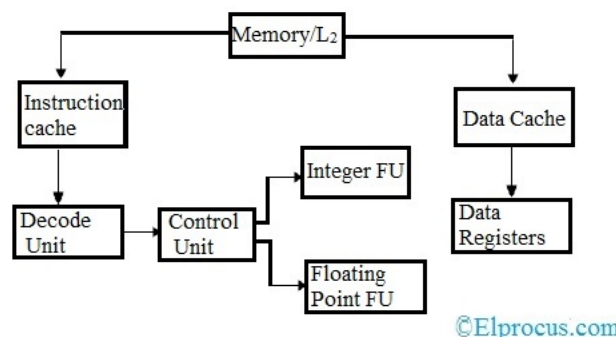 Memory/L₂
Instruction
cache
Data Cache
Integer FU
Decode
Unit
Control
Unit
Data
Registers
Floating
Point FU
©Elprocus.com